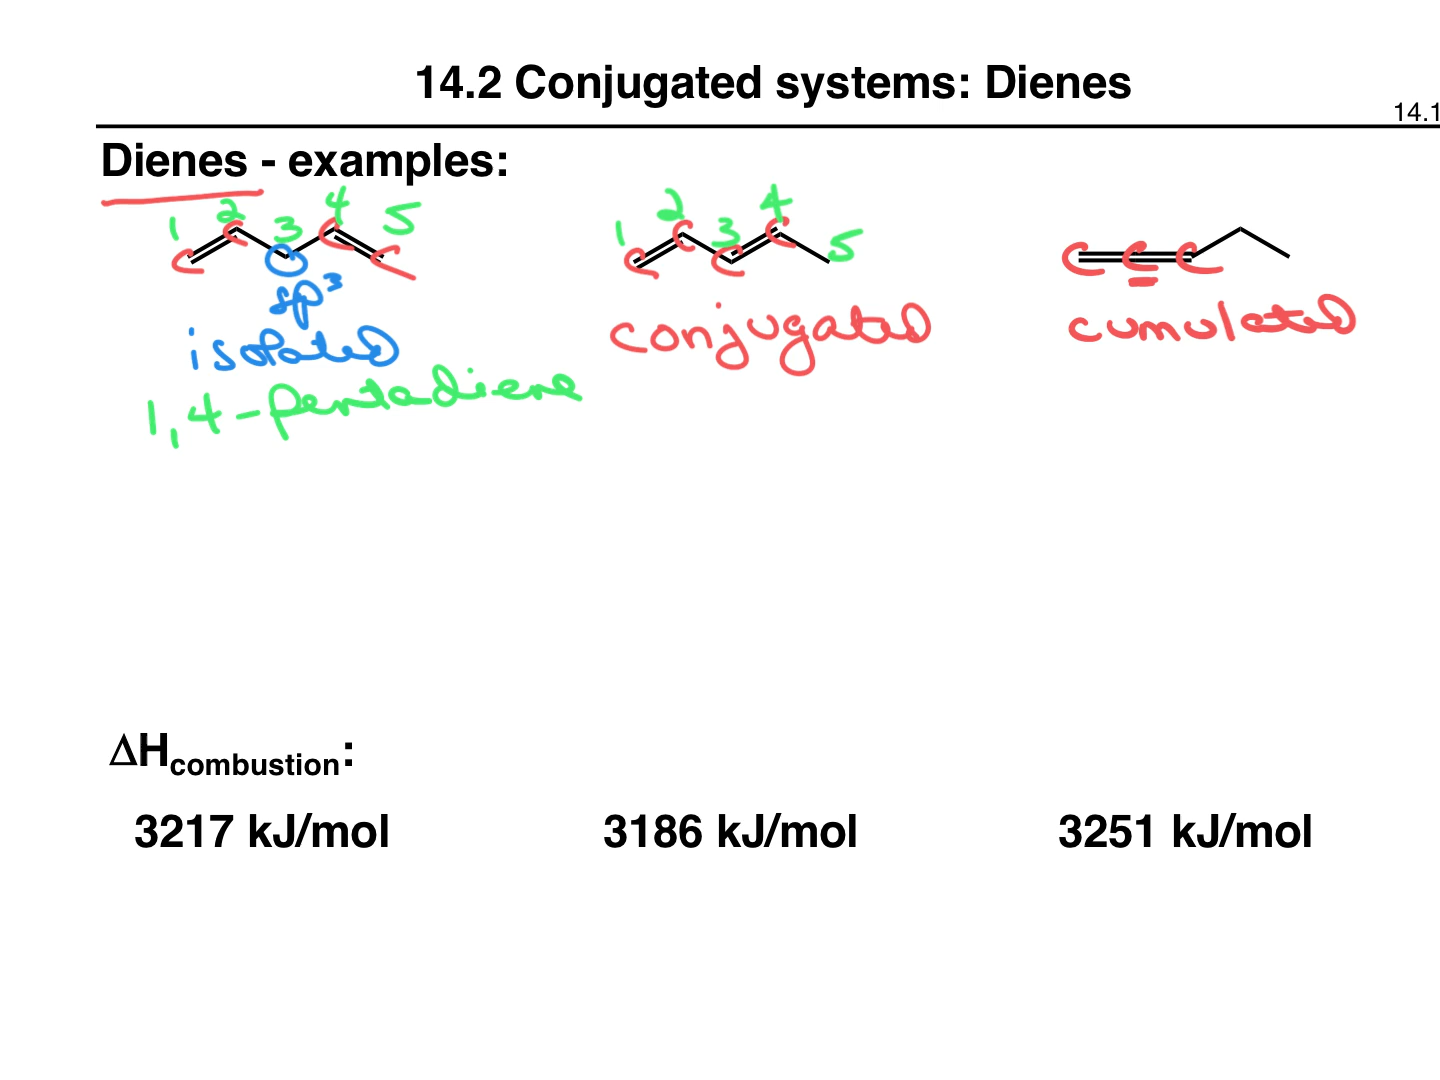 14.2 Conjugated systems: Dienes
14.1
Dienes - examples:
1 2 3 4 5
C C C C
sp³
isolated
1,4-pentadiene
1 2 3 4 5
C C C C
conjugated
C C C
cumulated
ΔHcombustion:
3217 kJ/mol 3186 kJ/mol 3251 kJ/mol